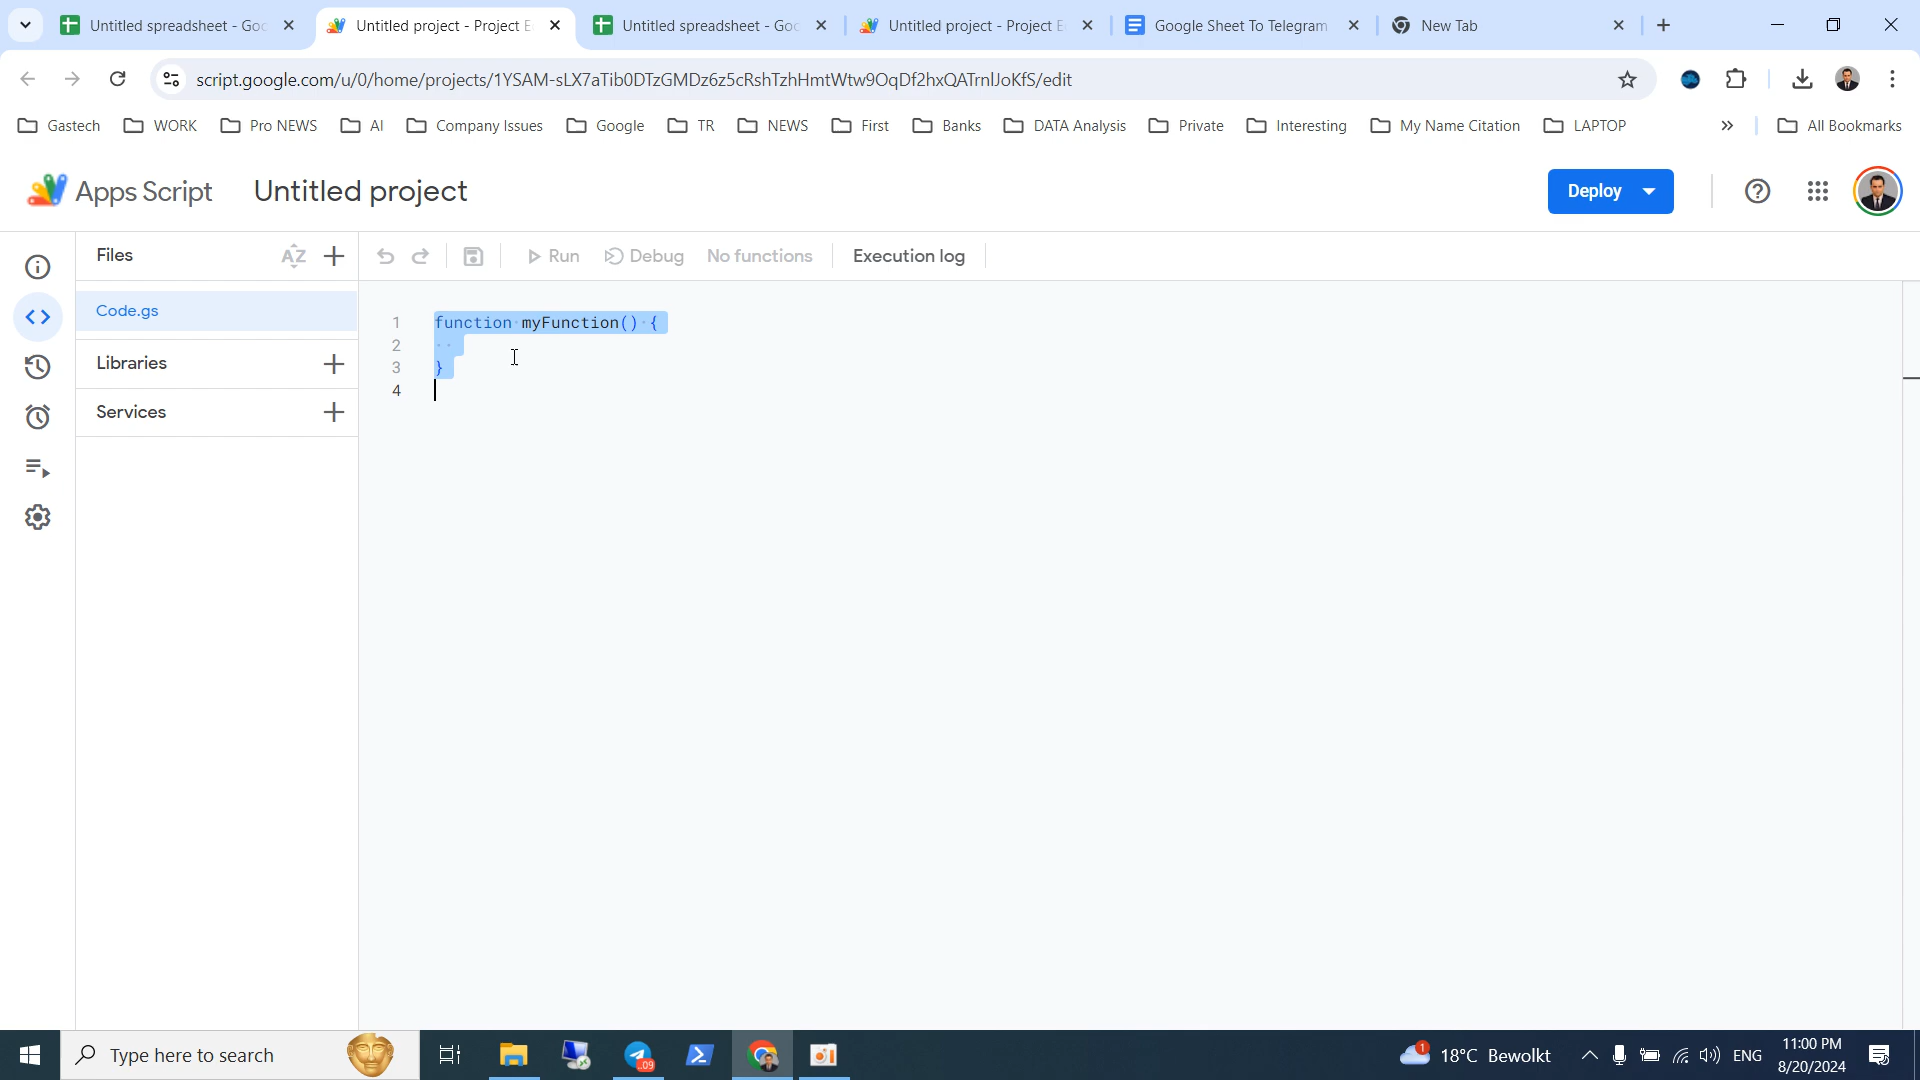 Untitled spreadsheet - Goo
Untitled project - Project E
Untitled spreadsheet - Goo
Untitled project - Project E
Google Sheet To Telegram
New Tab
script.google.com/u/0/home/projects/1YSAM-sLX7aTib0DTzGMDz6z5cRshTzhHmtWtw9OqDf2hxQATrnlJoKfS/edit
Gastech
WORK
Pro NEWS
AI
Company Issues
Google
TR
NEWS
First
Banks
DATA Analysis
Private
Interesting
My Name Citation
LAPTOP
»
All Bookmarks
Apps Script
Untitled project
Deploy
Files
AZ
Run
Debug
No functions
Execution log
Code.gs
Libraries
Services
1 function myFunction() {
2
3 }
4
Type here to search
.09
1
18°C Bewolkt
ENG
11:00 PM
8/20/2024